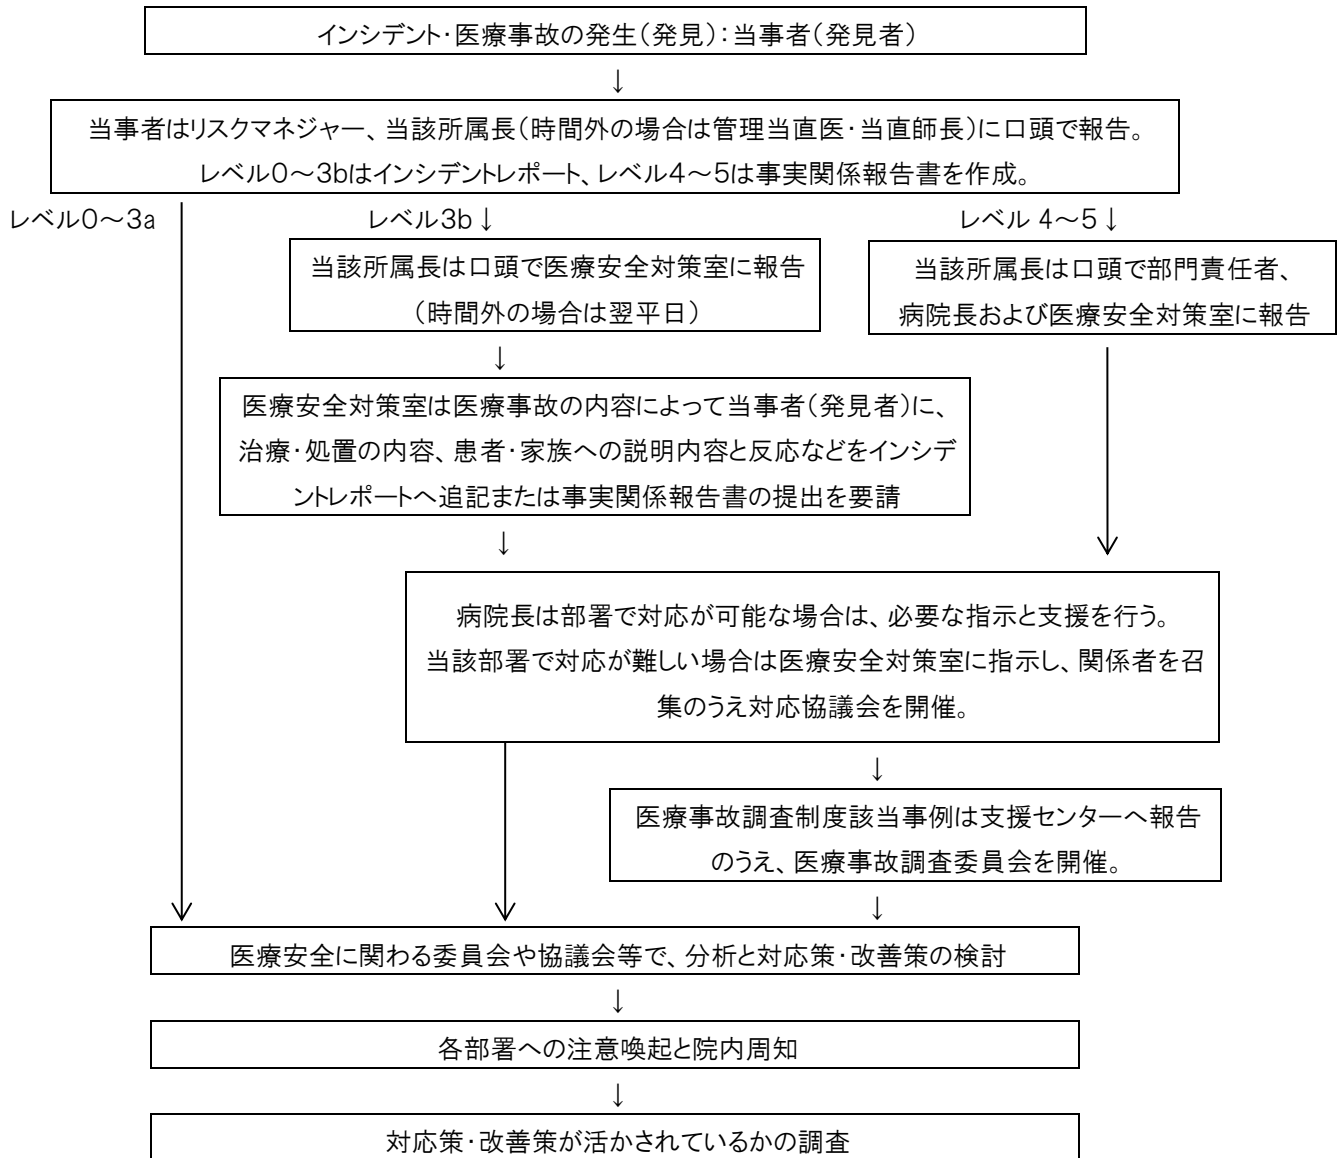 インシデント・医療事故の発生(発見):当事者(発見者)
↓
当事者はリスクマネジャー、当該所属長(時間外の場合は管理当直医・当直師長)に口頭で報告。
レベル0～3bはインシデントレポート、レベル4～5は事実関係報告書を作成。
レベル0～3a
レベル3b↓
レベル 4～5↓
当該所属長は口頭で医療安全対策室に報告
(時間外の場合は翌平日)
当該所属長は口頭で部門責任者、
病院長および医療安全対策室に報告
↓
医療安全対策室は医療事故の内容によって当事者(発見者)に、
治療・処置の内容、患者・家族への説明内容と反応などをインシデ
ントレポートへ追記または事実関係報告書の提出を要請
↓
病院長は部署で対応が可能な場合は、必要な指示と支援を行う。
当該部署で対応が難しい場合は医療安全対策室に指示し、関係者を召
集のうえ対応協議会を開催。
↓
医療事故調査制度該当事例は支援センターへ報告
のうえ、医療事故調査委員会を開催。
↓
医療安全に関わる委員会や協議会等で、分析と対応策・改善策の検討
↓
各部署への注意喚起と院内周知
↓
対応策・改善策が活かされているかの調査